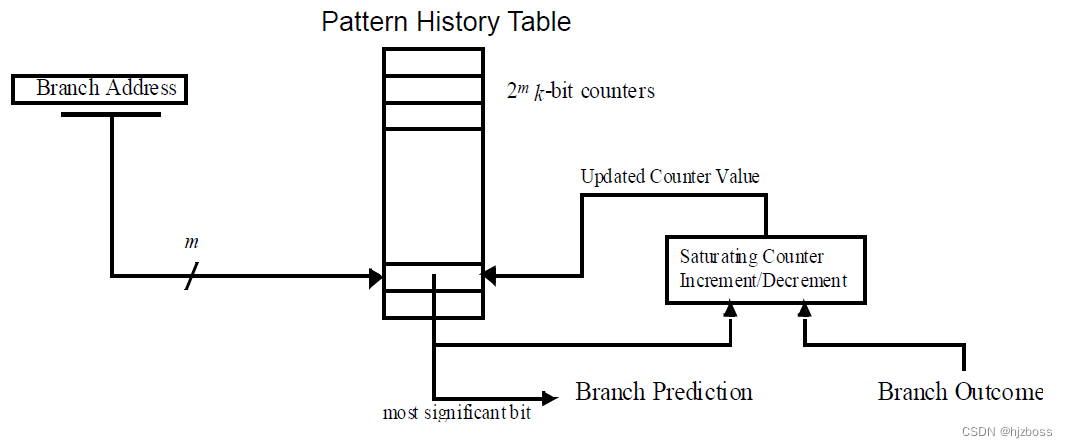 Pattern History Table
Branch Address
2m k-bit counters
Updated Counter Value
m
Saturating Counter
Increment/Decrement
Branch Prediction
Branch Outcome
most significant bit
CSDN @hjzboss